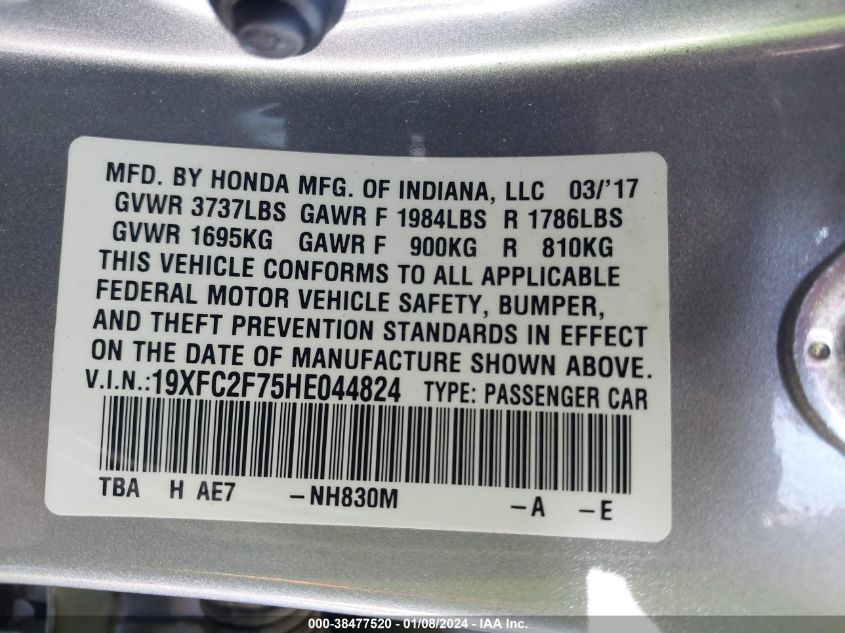 MFD. BY HONDA MFG. OF INDIANA, LLC 03/'17
GVWR 3737LBS GAWR F 1984LBS R 1786LBS
GVWR 1695KG GAWR F 900KG R 810KG
THIS VEHICLE CONFORMS TO ALL APPLICABLE
FEDERAL MOTOR VEHICLE SAFETY, BUMPER,
AND THEFT PREVENTION STANDARDS IN EFFECT
ON THE DATE OF MANUFACTURE SHOWN ABOVE.
V.I.N.:19XFC2F75HE044824 TYPE: PASSENGER CAR
TBA H AE7 -NH830M -A -E
000-38477520 - 01/08/2024 - IAA Inc.